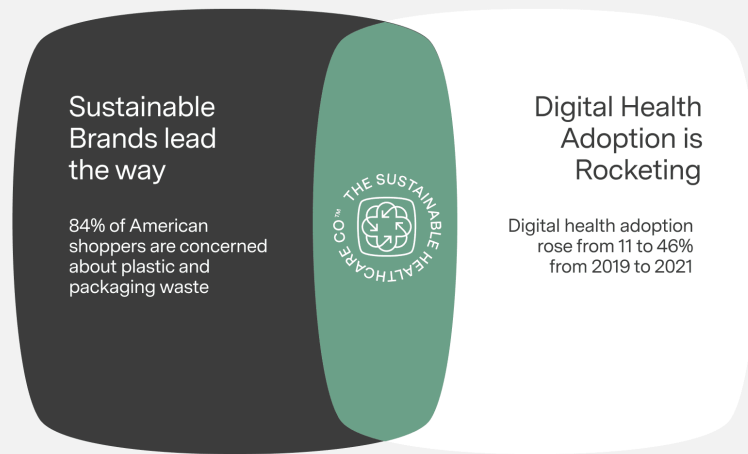 Sustainable
Brands lead
the way
84% of American
shoppers are concerned
about plastic and
packaging waste
THE SUSTAINABLE HEALTHCARE CO™
Digital Health
Adoption is
Rocketing
Digital health adoption
rose from 11 to 46%
from 2019 to 2021